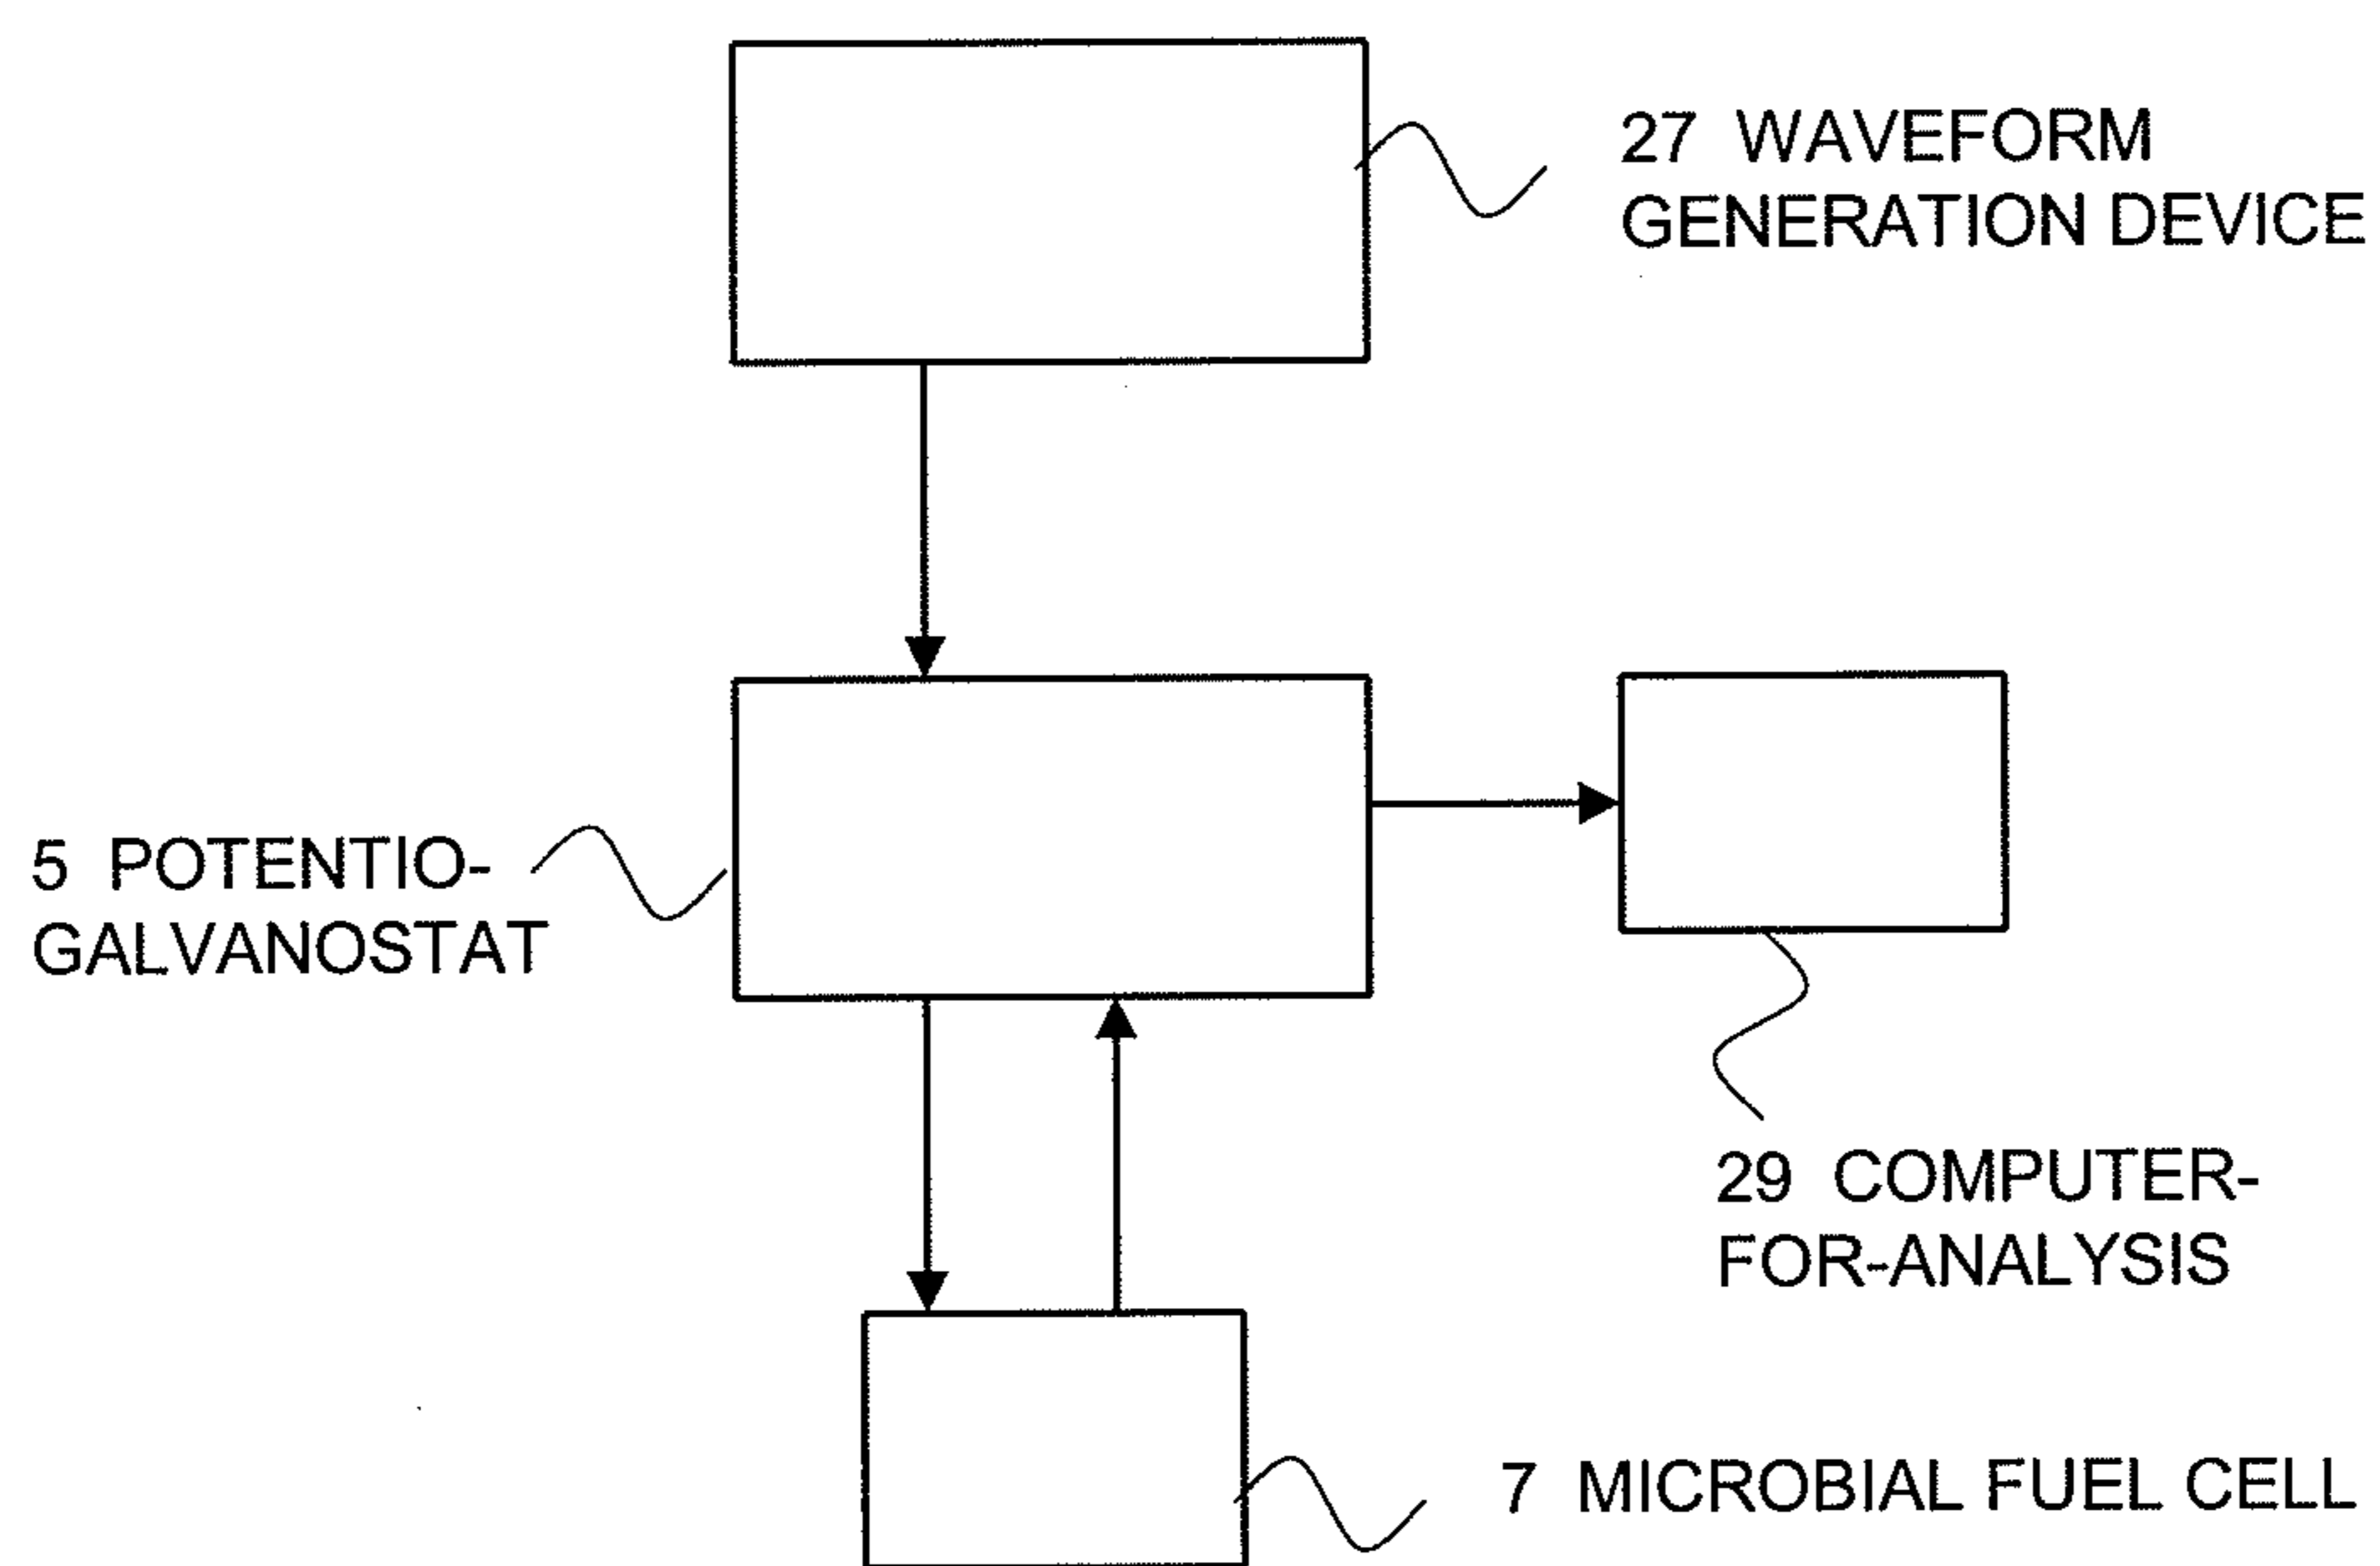 27 WAVEFORM
GENERATION DEVICE
5 POTENTIO-
GALVANOSTAT
29 COMPUTER-
FOR-ANALYSIS
7 MICROBIAL FUEL CELL